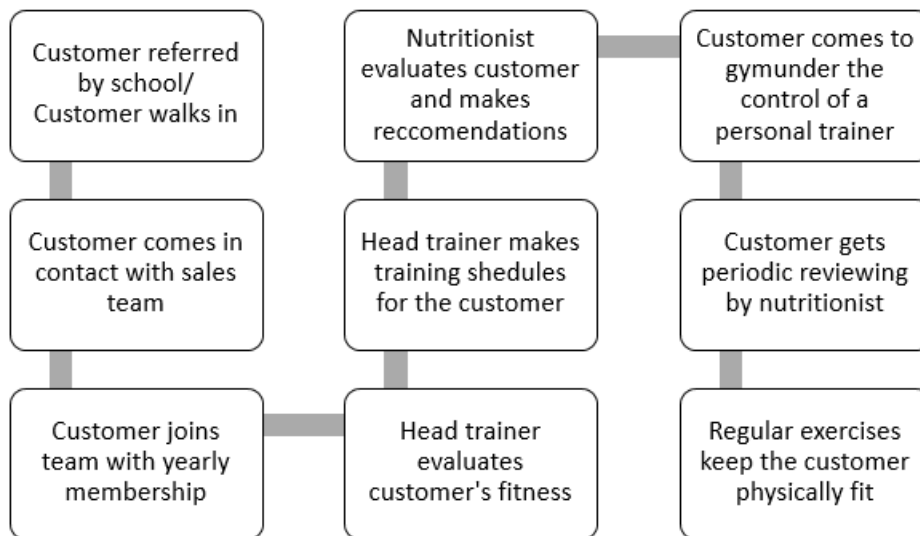 Customer referred
by school/
Customer walks in
Customer comes in
contact with sales
team
Customer joins
team with yearly
membership
Head trainer
evaluates
customer's fitness
Head trainer makes
training shedules
for the customer
Nutritionist
evaluates customer
and makes
reccomendations
Customer comes to
gymunder the
control of a
personal trainer
Customer gets
periodic reviewing
by nutritionist
Regular exercises
keep the customer
physically fit